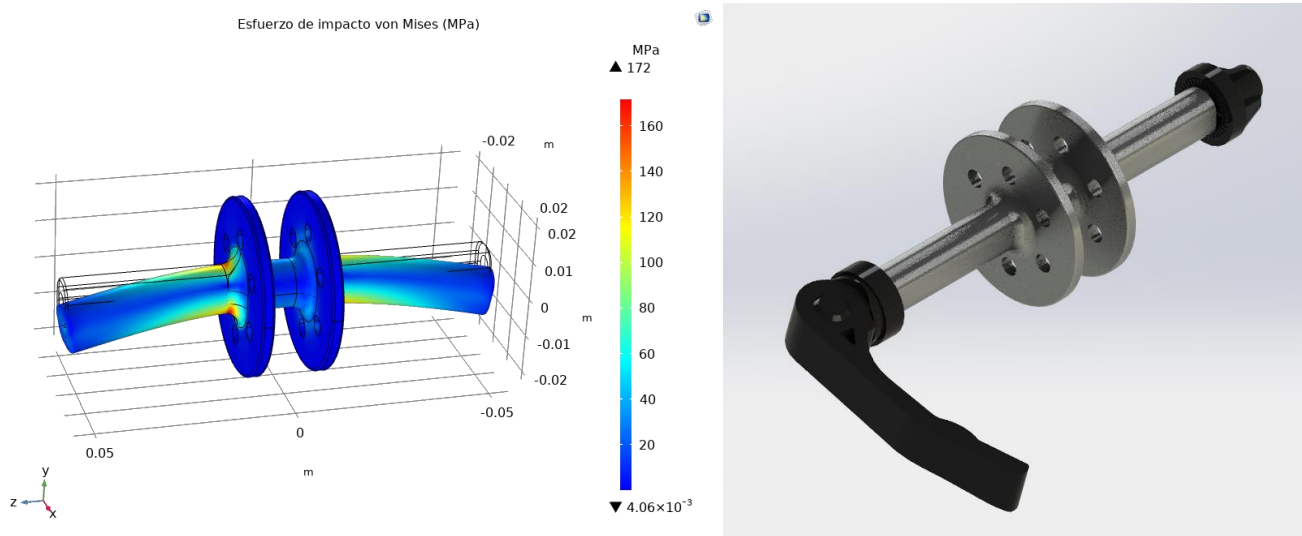 Esfuerzo de impacto von Mises (MPa)
MPa
▲ 172
160
140
120
100
80
60
40
20
▼ 4.06×10⁻³
-0.02
m
0.02
0.02
0.01
0
m
-0.01
-0.02
-0.05
0
0.05
m
y
z
x